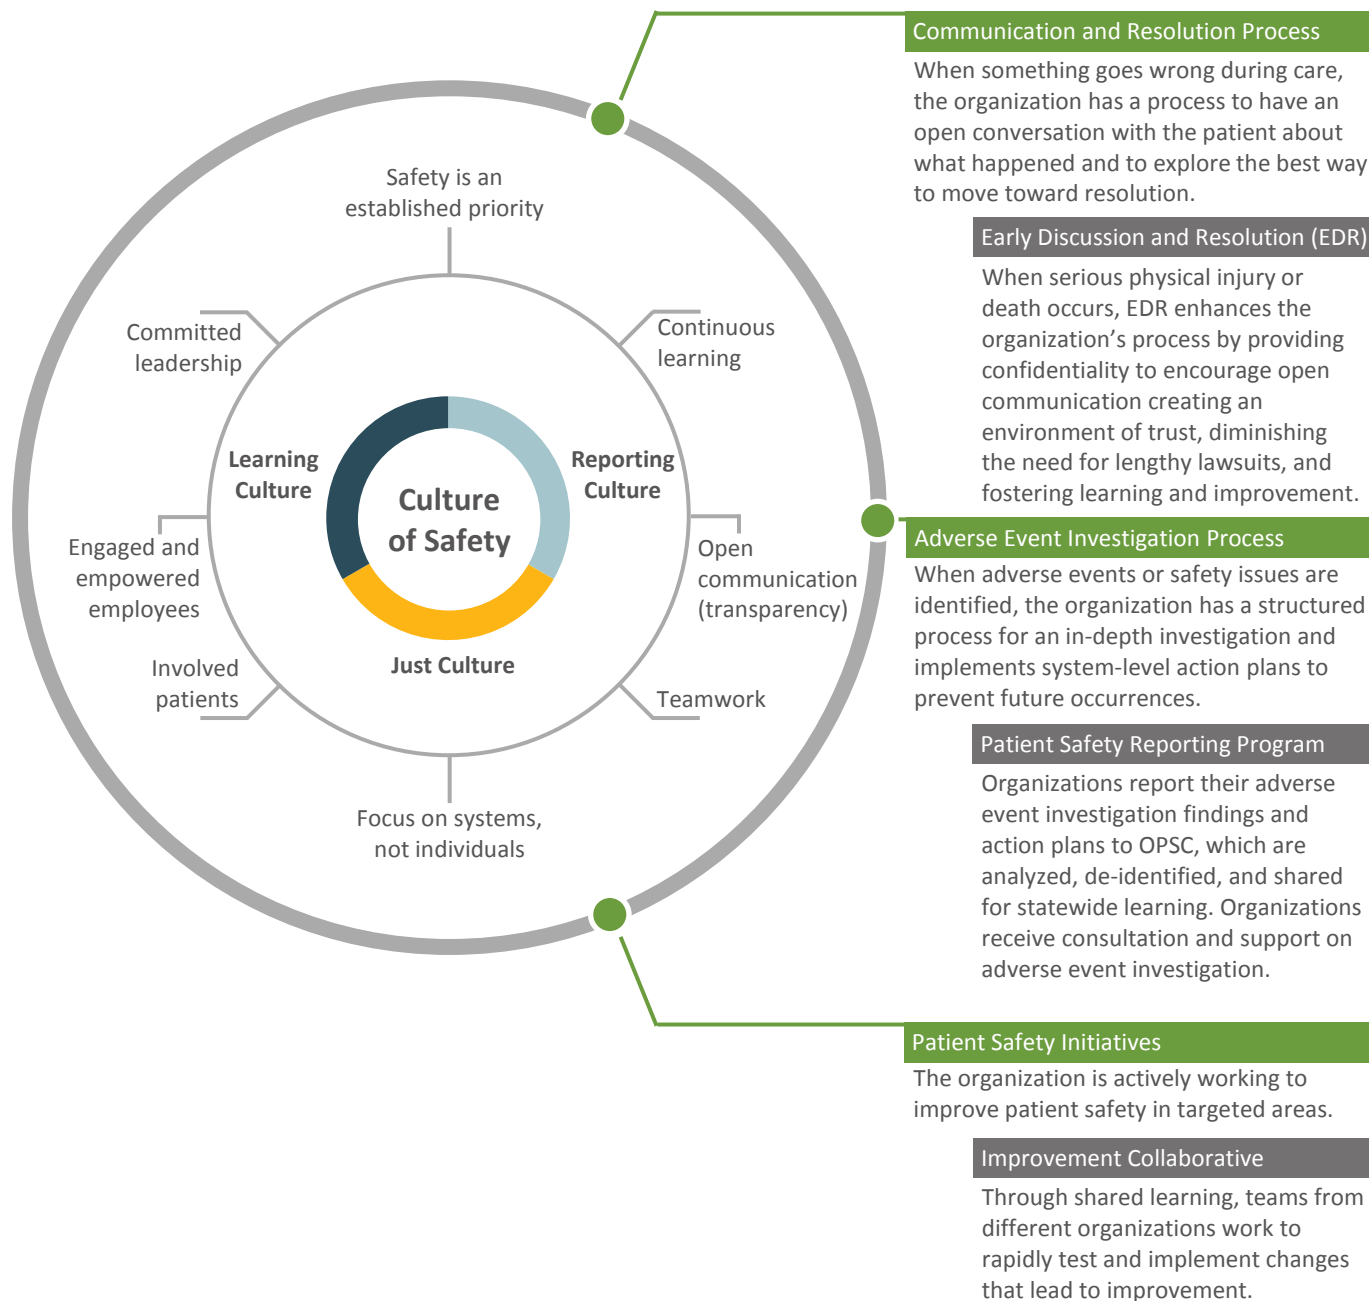 Communication and Resolution Process
When something goes wrong during care,
the organization has a process to have an
open conversation with the patient about
what happened and to explore the best way
to move toward resolution.
Early Discussion and Resolution (EDR)
When serious physical injury or
death occurs, EDR enhances the
organization’s process by providing
confidentiality to encourage open
communication creating an
environment of trust, diminishing
the need for lengthy lawsuits, and
fostering learning and improvement.
Adverse Event Investigation Process
When adverse events or safety issues are
identified, the organization has a structured
process for an in-depth investigation and
implements system-level action plans to
prevent future occurrences.
Patient Safety Reporting Program
Organizations report their adverse
event investigation findings and
action plans to OPSC, which are
analyzed, de-identified, and shared
for statewide learning. Organizations
receive consultation and support on
adverse event investigation.
Patient Safety Initiatives
The organization is actively working to
improve patient safety in targeted areas.
Improvement Collaborative
Through shared learning, teams from
different organizations work to
rapidly test and implement changes
that lead to improvement.
Safety is an
established priority
Committed
leadership
Continuous
learning
Learning
Culture
Reporting
Culture
Culture
of Safety
Engaged and
empowered
employees
Open
communication
(transparency)
Just Culture
Involved
patients
Teamwork
Focus on systems,
not individuals